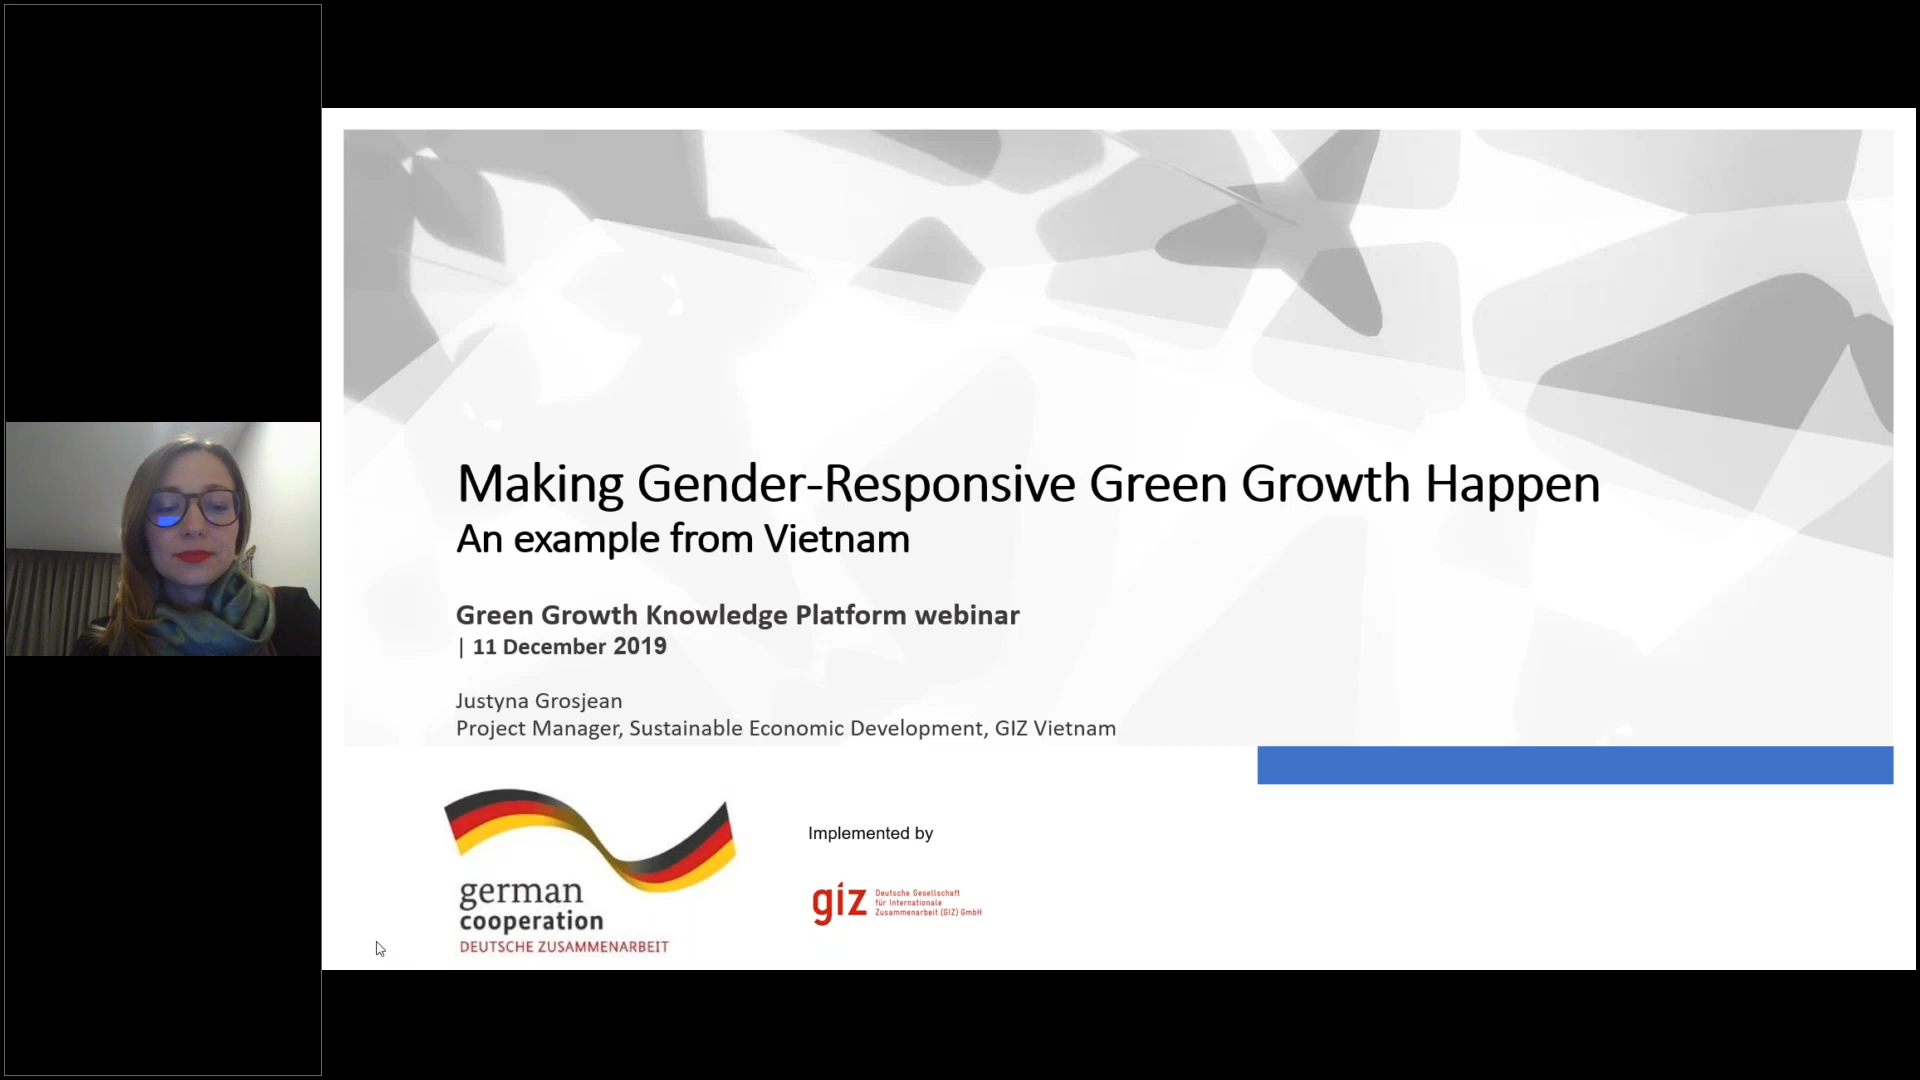 Making Gender-Responsive Green Growth Happen
An example from Vietnam
Green Growth Knowledge Platform webinar
| 11 December 2019
Justyna Grosjean
Project Manager, Sustainable Economic Development, GIZ Vietnam
german
cooperation
DEUTSCHE ZUSAMMENARBEIT
Implemented by
giz
Deutsche Gesellschaft
für Internationale
Zusammenarbeit (GIZ) GmbH